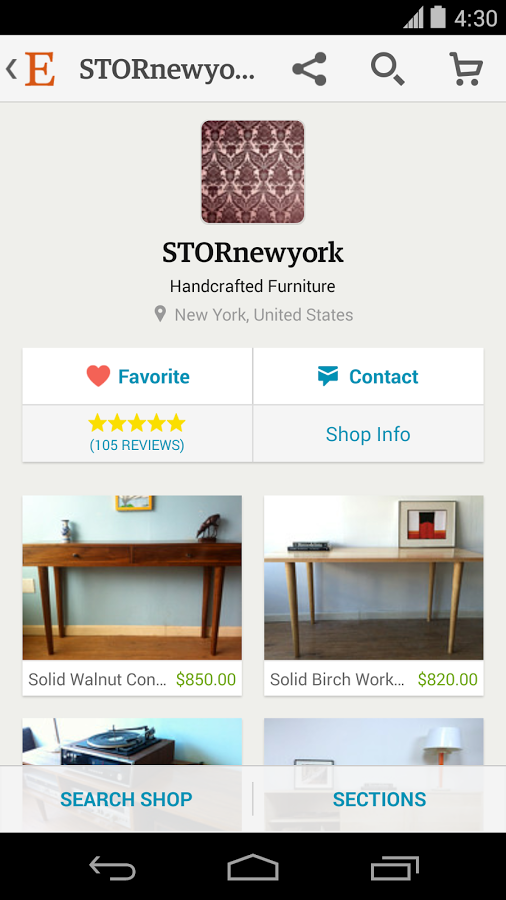 4:30
E STORnewyo...
STORnewyork
Handcrafted Furniture
New York, United States
Favorite
Contact
(105 REVIEWS)
Shop Info
Solid Walnut Con... $850.00
Solid Birch Work... $820.00
SEARCH SHOP
SECTIONS